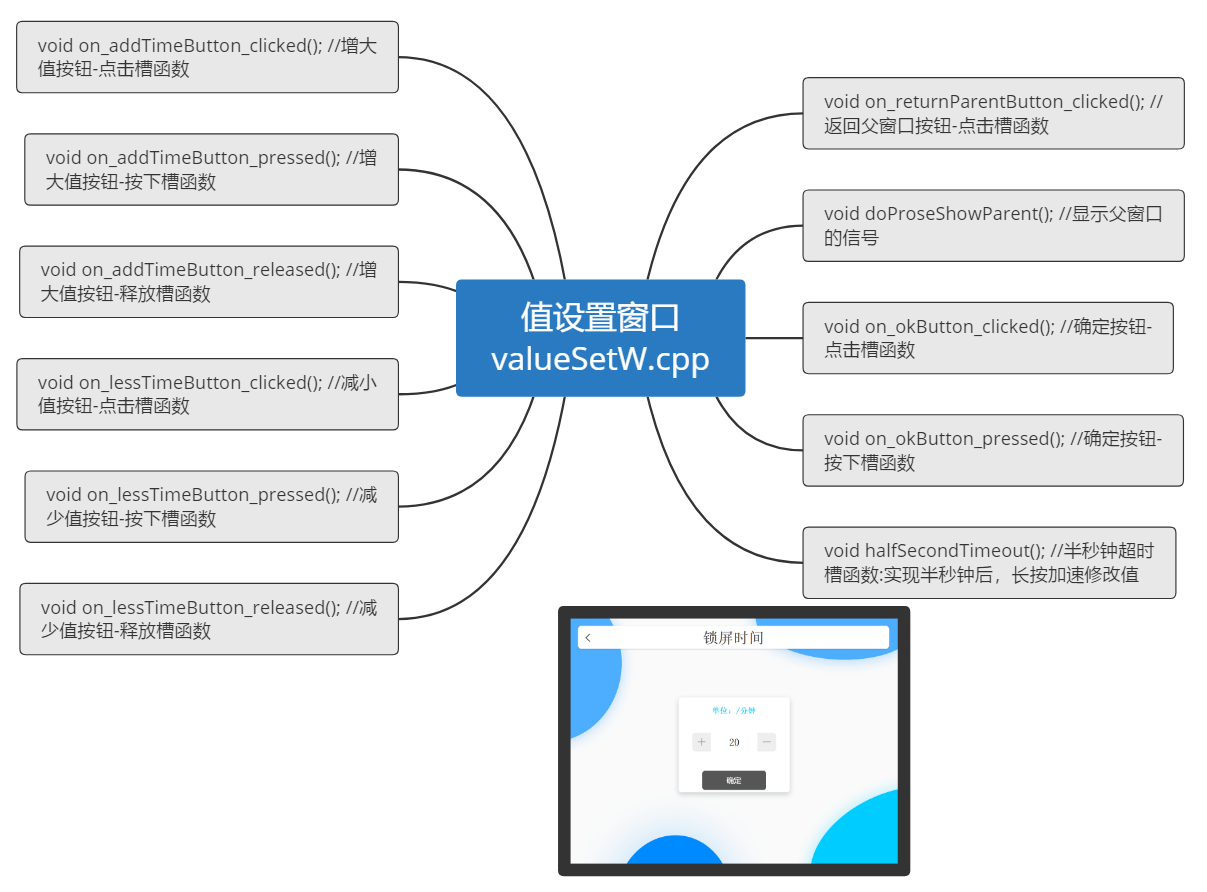 void on_addTimeButton_clicked(); //增大
值按钮-点击槽函数
void on_addTimeButton_pressed(); //增
大值按钮-按下槽函数
void on_addTimeButton_released(); //增
大值按钮-释放槽函数
void on_lessTimeButton_clicked(); //减小
值按钮-点击槽函数
void on_lessTimeButton_pressed(); //减
少值按钮-按下槽函数
void on_lessTimeButton_released(); //减
少值按钮-释放槽函数
值设置窗口
valueSetW.cpp
void on_returnParentButton_clicked(); //
返回父窗口按钮-点击槽函数
void doProseShowParent(); //显示父窗口
的信号
void on_okButton_clicked(); //确定按钮-
点击槽函数
void on_okButton_pressed(); //确定按钮-
按下槽函数
void halfSecondTimeout(); //半秒钟超时
槽函数:实现半秒钟后，长按加速修改值
< 锁屏时间
单位：/分钟
+ 20 −
确定